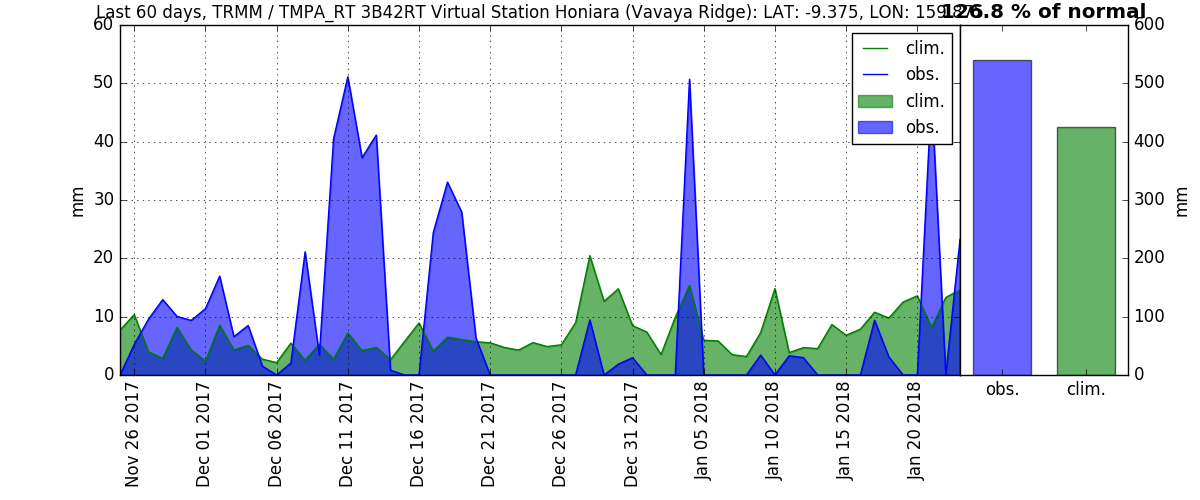 Last 60 days, TRMM / TMPA_RT 3B42RT Virtual Station Honiara (Vavaya Ridge): LAT: -9.375, LON: 159.875
126.8 % of normal
60
50
40
30
20
10
0
mm
clim.
obs.
clim.
obs.
600
500
400
300
200
100
0
mm
Nov 26 2017
Dec 01 2017
Dec 06 2017
Dec 11 2017
Dec 16 2017
Dec 21 2017
Dec 26 2017
Dec 31 2017
Jan 05 2018
Jan 10 2018
Jan 15 2018
Jan 20 2018
obs.
clim.